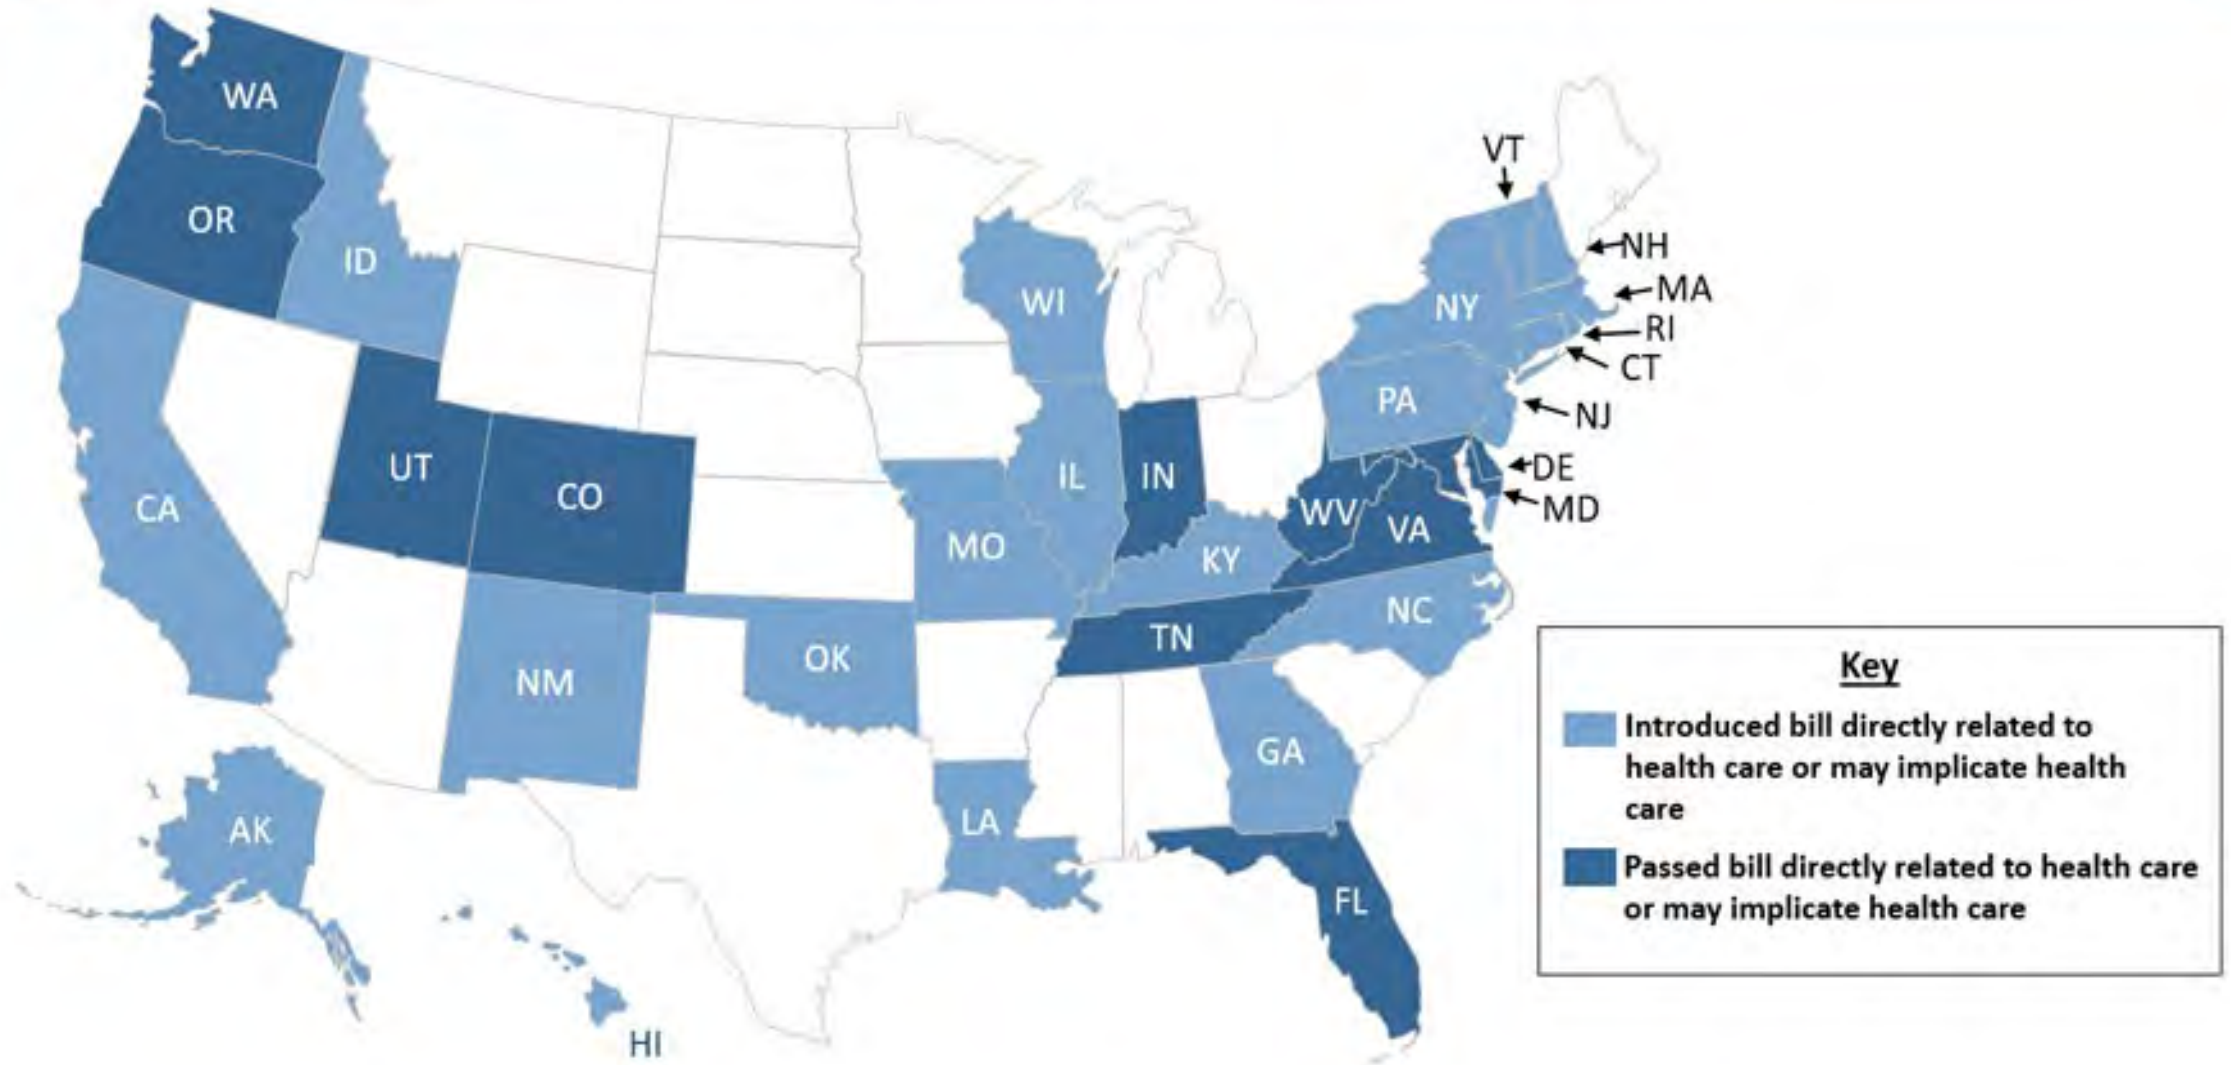 WA
VT
OR
NH
ID
MA
WI
NY
RI
CT
PA
NJ
UT
DE
IL
IN
CO
CA
MD
WV
VA
MO
KY
NC
TN
OK
NM
GA
LA
AK
FL
HI
Key
Introduced bill directly related to
health care or may implicate health
care
Passed bill directly related to health care
or may implicate health care